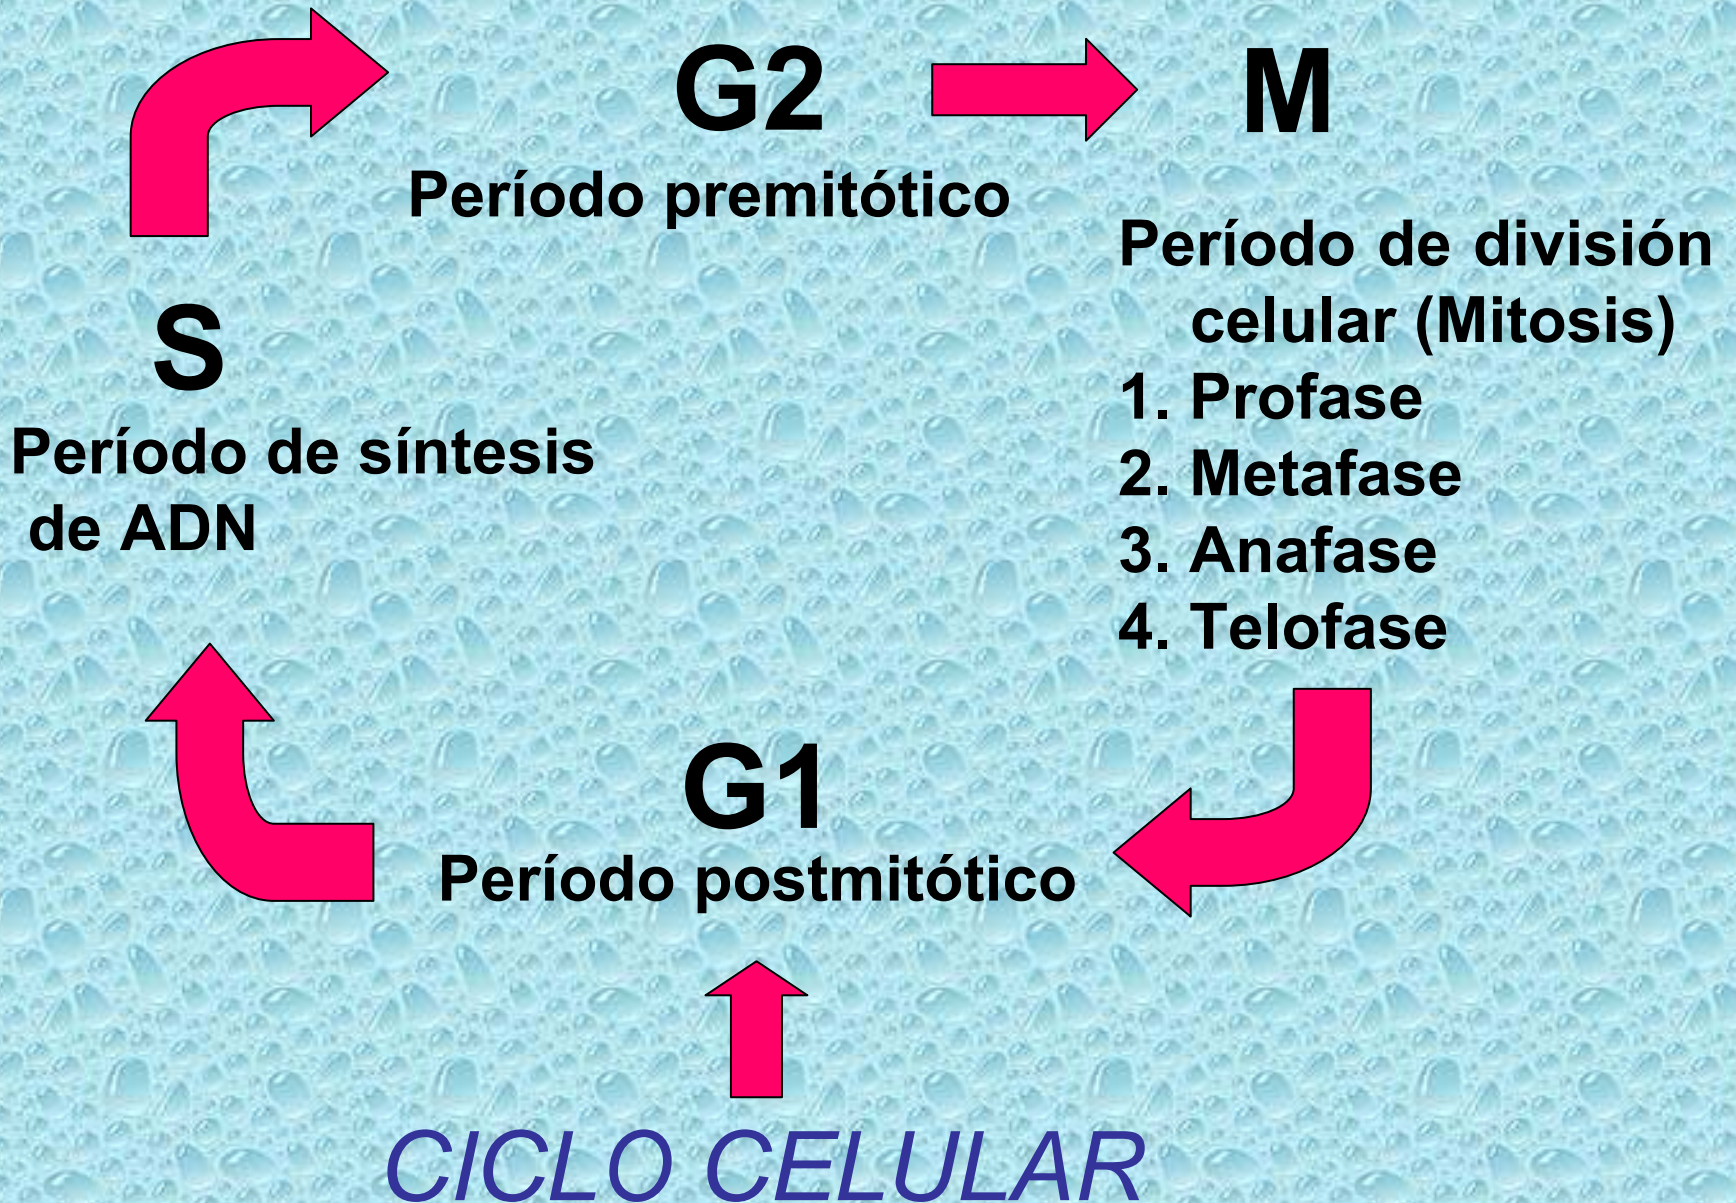 G2
Período premitótico
M
Período de división
celular (Mitosis)
1. Profase
2. Metafase
3. Anafase
4. Telofase
S
Período de síntesis
de ADN
G1
Período postmitótico
CICLO CELULAR